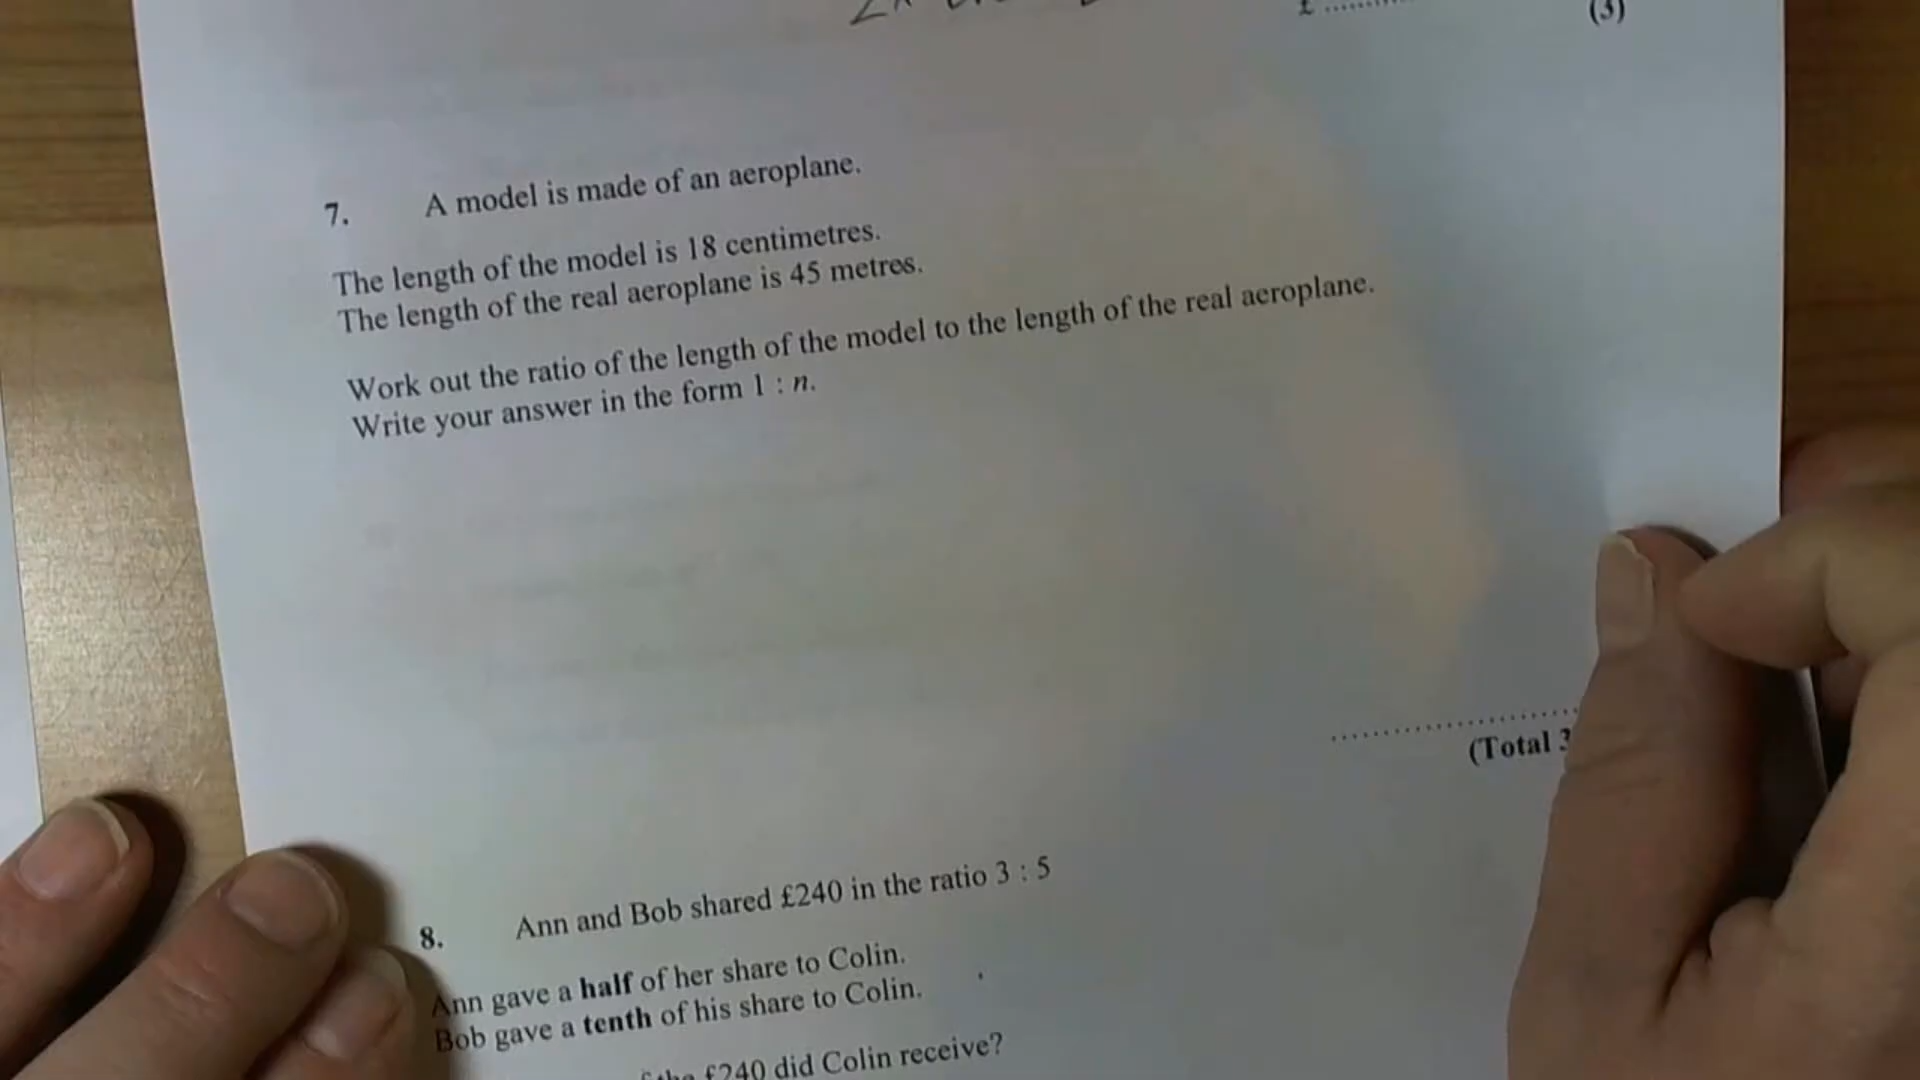 £ ............ (3)
7. A model is made of an aeroplane.
The length of the model is 18 centimetres.
The length of the real aeroplane is 45 metres.
Work out the ratio of the length of the model to the length of the real aeroplane.
Write your answer in the form 1 : n.
........................
(Total 3
8. Ann and Bob shared £240 in the ratio 3 : 5
Ann gave a half of her share to Colin.
Bob gave a tenth of his share to Colin.
the £240 did Colin receive?